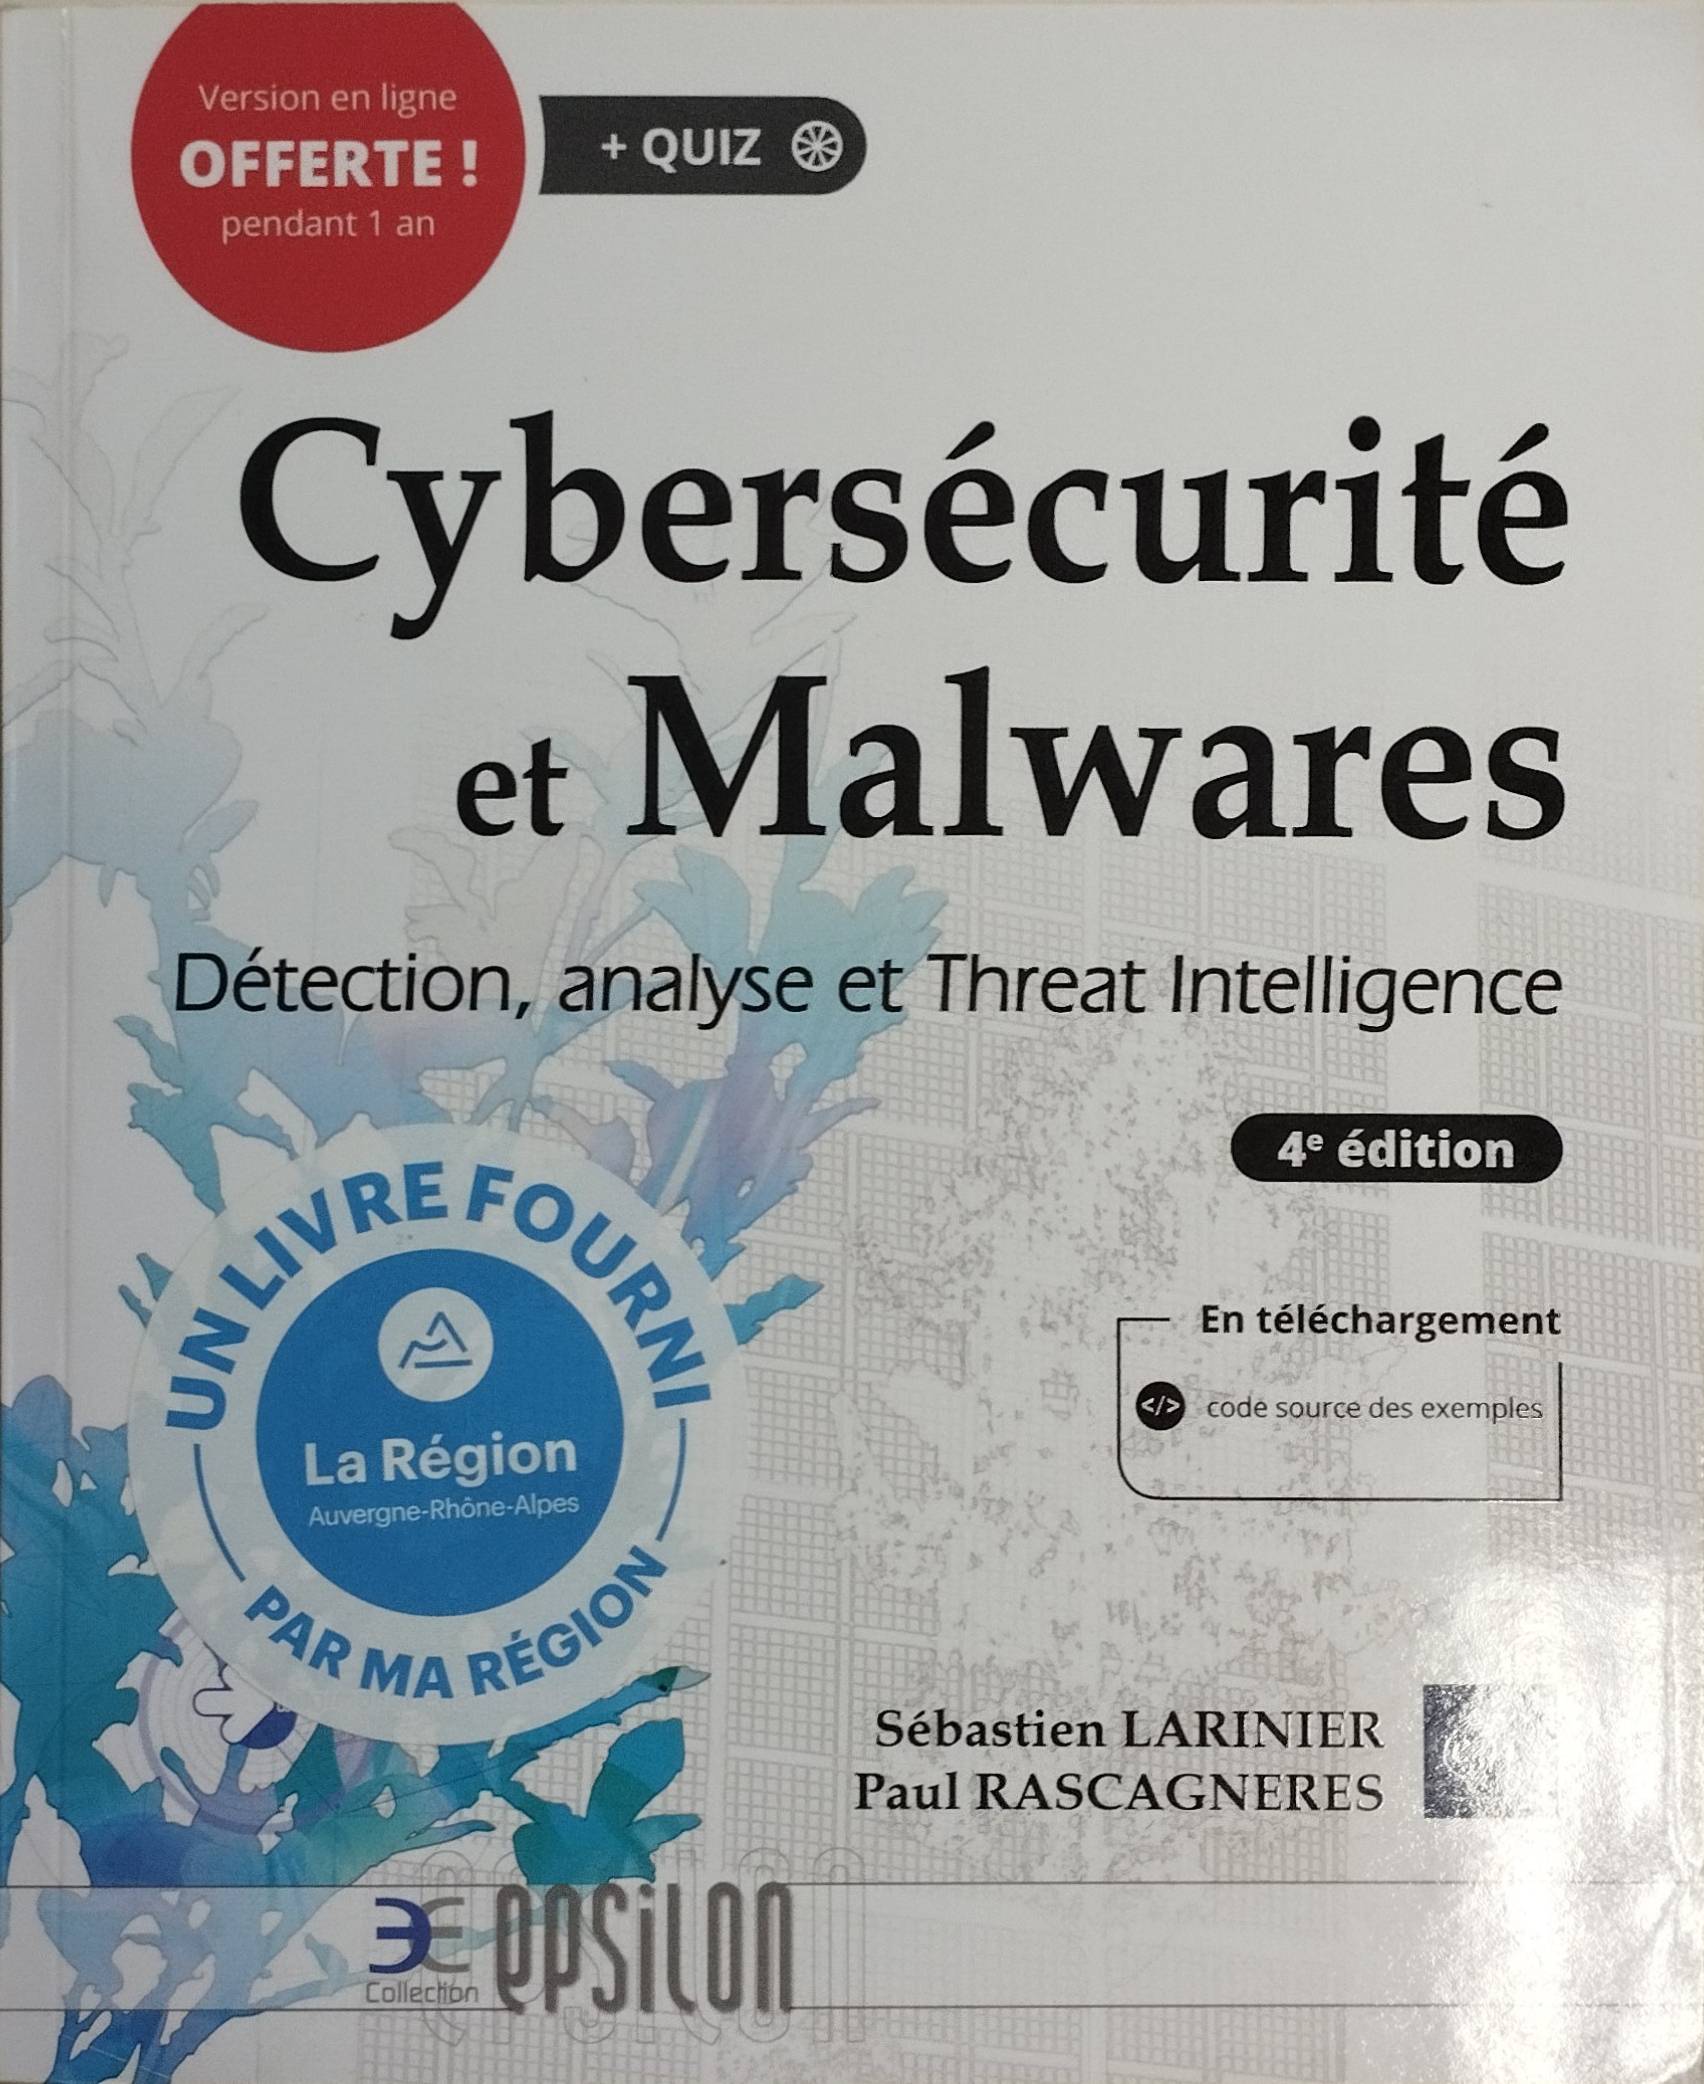 Version en ligne
OFFERTE !
pendant 1 an
+ QUIZ
Cybersécurité
et Malwares
Détection, analyse et Threat Intelligence
4e édition
UN LIVRE FOURNI
La Région
Auvergne-Rhône-Alpes
PAR MA RÉGION
En téléchargement
</> code source des exemples
Sébastien LARINIER
Paul RASCAGNERES
Collection
epsilon